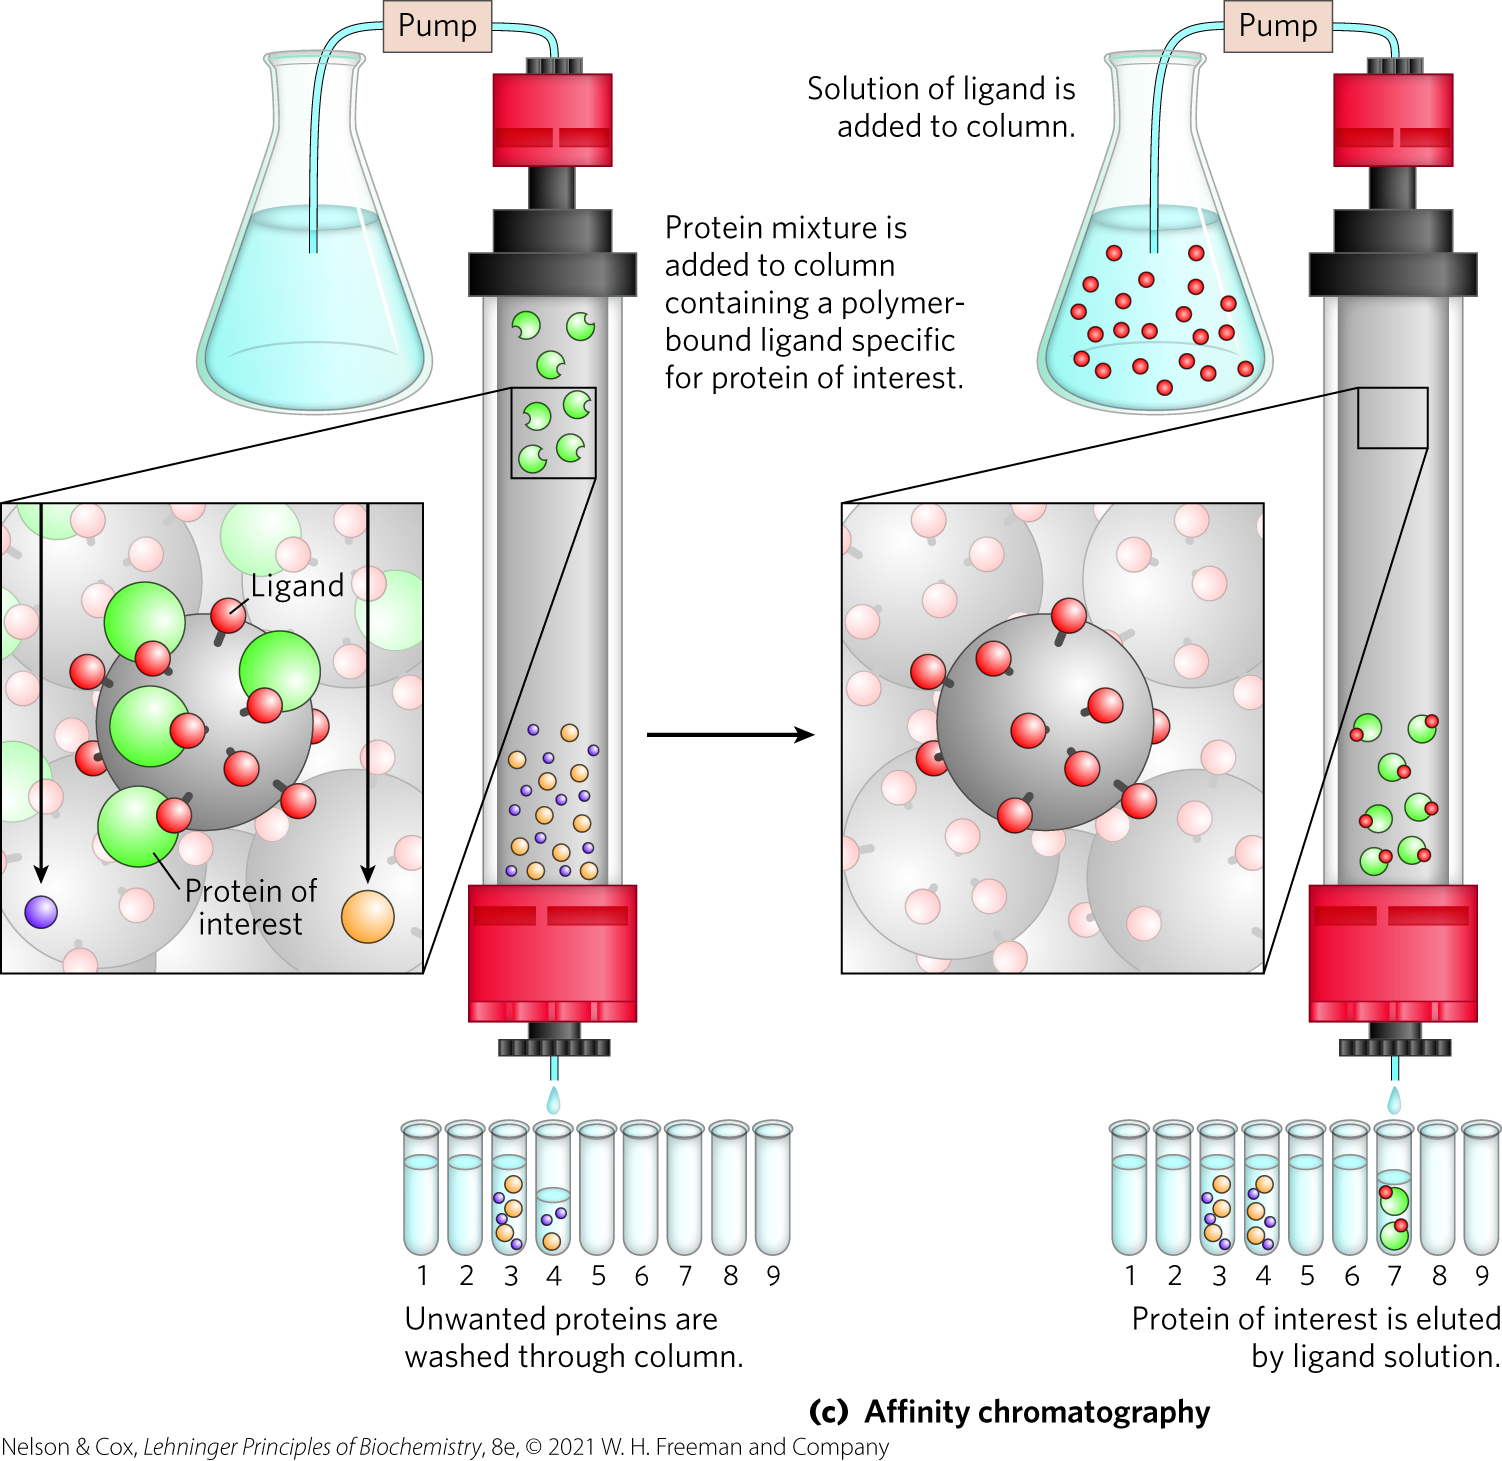 Pump
Protein mixture is
added to column
containing a polymer-
bound ligand specific
for protein of interest.
Ligand
Protein of
interest
1 2 3 4 5 6 7 8 9
Unwanted proteins are
washed through column.
Pump
Solution of ligand is
added to column.
1 2 3 4 5 6 7 8 9
Protein of interest is eluted
by ligand solution.
(c) Affinity chromatography
Nelson & Cox, Lehninger Principles of Biochemistry, 8e, © 2021 W. H. Freeman and Company